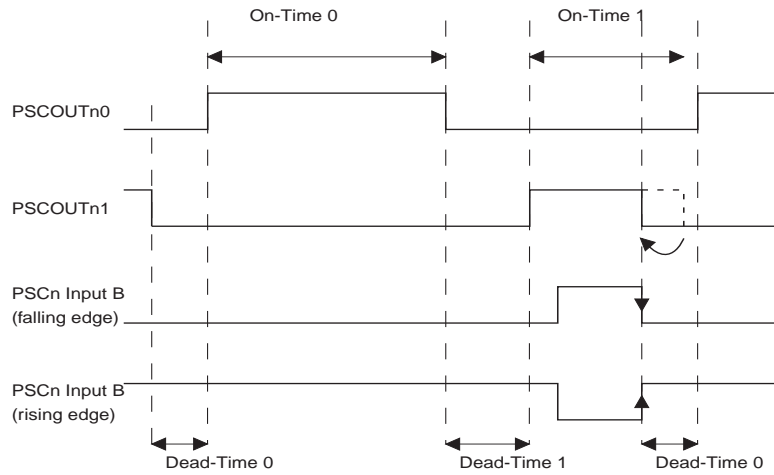 On-Time 0
On-Time 1
PSCOUTn0
PSCOUTn1
PSCn Input B
(falling edge)
PSCn Input B
(rising edge)
Dead-Time 0
Dead-Time 1
Dead-Time 0